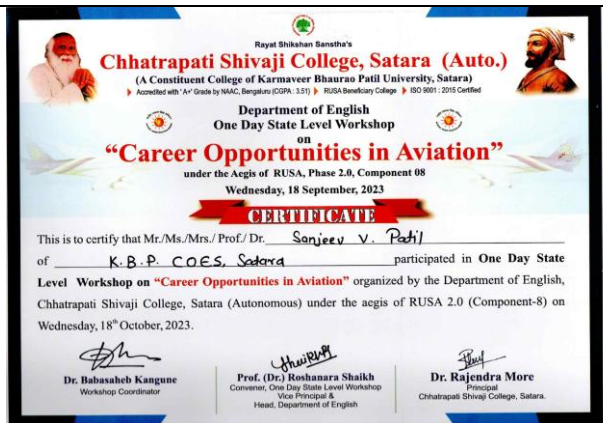 Rayat Shikshan Sanstha's
Chhatrapati Shivaji College, Satara (Auto.)
(A Constituent College of Karmaveer Bhaurao Patil University, Satara)
Accredited with 'A+' Grade by NAAC, Bengaluru (CGPA : 3.51) RUSA Beneficiary College ISO 9001 : 2015 Certified
Department of English
One Day State Level Workshop
on
“Career Opportunities in Aviation”
under the Aegis of RUSA, Phase 2.0, Component 08
Wednesday, 18 September, 2023
CERTIFICATE
This is to certify that Mr./Ms./Mrs./ Prof./ Dr. Sanjeev V. Patil
of K.B.P. COES, Satara participated in One Day State
Level Workshop on “Career Opportunities in Aviation” organized by the Department of English,
Chhatrapati Shivaji College, Satara (Autonomous) under the aegis of RUSA 2.0 (Component-8) on
Wednesday, 18th October, 2023.
Dr. Babasaheb Kangune
Workshop Coordinator
Prof. (Dr.) Roshanara Shaikh
Convener, One Day State Level Workshop
Vice Principal &
Head, Department of English
Dr. Rajendra More
Principal
Chhatrapati Shivaji College, Satara.